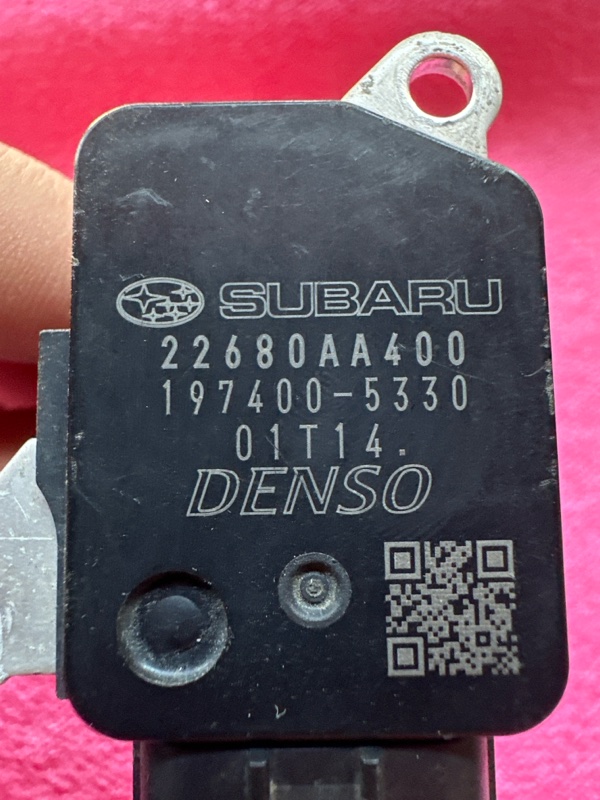 SUBARU
22680AA400
197400-5330
01T14.
DENSO